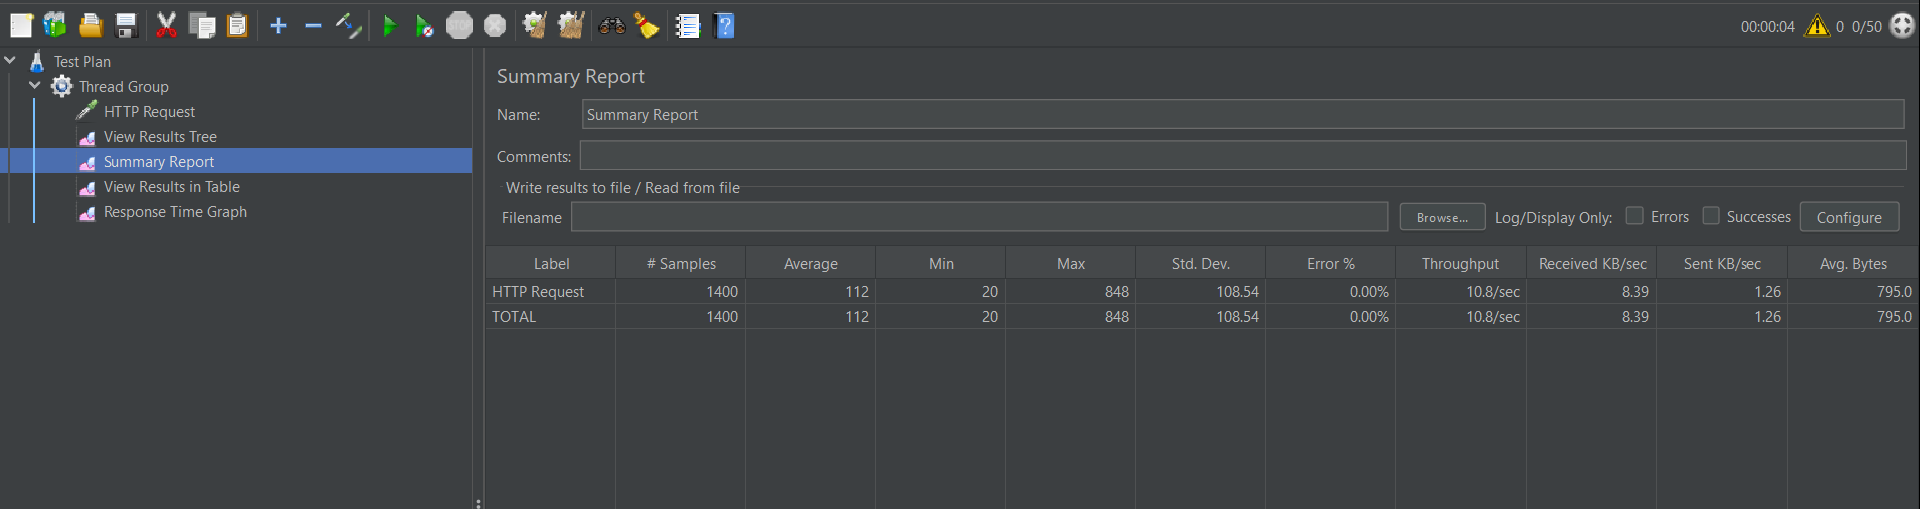 00:00:04 0 0/50
Test Plan
Thread Group
HTTP Request
View Results Tree
Summary Report
View Results in Table
Response Time Graph
Summary Report
Name: Summary Report
Comments:
Write results to file / Read from file
Filename Browse... Log/Display Only: Errors Successes Configure
Label # Samples Average Min Max Std. Dev. Error % Throughput Received KB/sec Sent KB/sec Avg. Bytes
HTTP Request 1400 112 20 848 108.54 0.00% 10.8/sec 8.39 1.26 795.0
TOTAL 1400 112 20 848 108.54 0.00% 10.8/sec 8.39 1.26 795.0